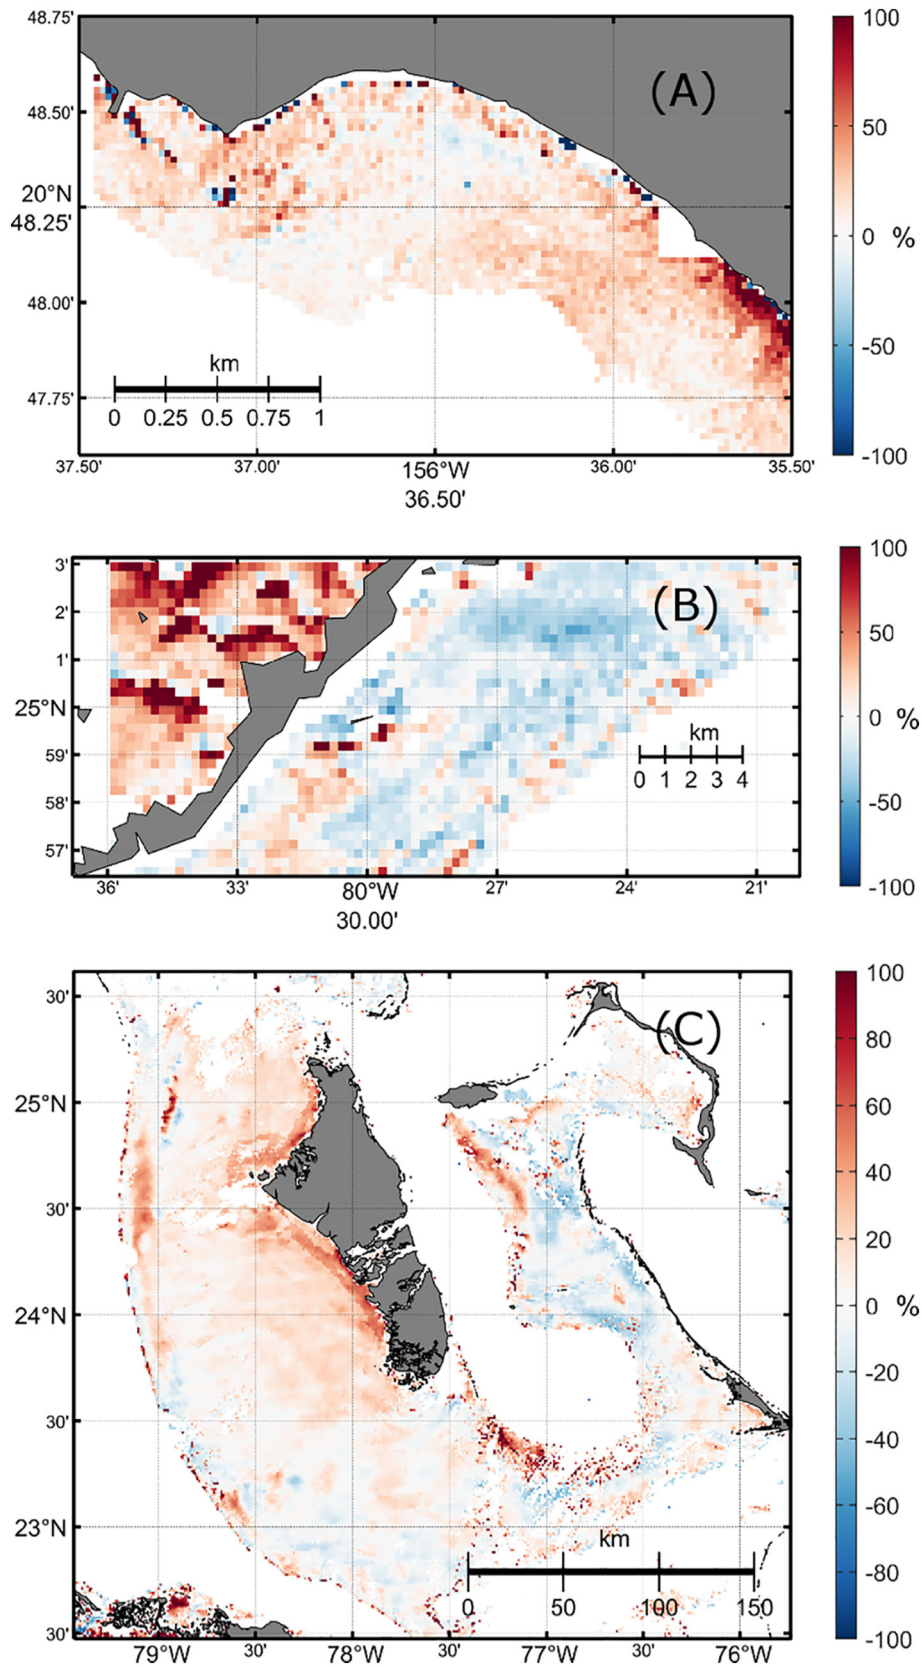 48.75'
48.50'
20°N
48.25'
48.00'
47.75'
37.50'
37.00'
156°W
36.50'
36.00'
35.50'
(A)
km
0 0.25 0.5 0.75 1
100
50
0 %
-50
-100
3'
2'
1'
25°N
59'
58'
57'
36'
33'
80°W
30.00'
27'
24'
21'
(B)
km
0 1 2 3 4
100
50
0 %
-50
-100
30'
25°N
30'
24°N
30'
23°N
30'
79°W
30'
78°W
30'
77°W
30'
76°W
(C)
km
0 50 100 150
100
80
60
40
20
0 %
-20
-40
-60
-80
-100